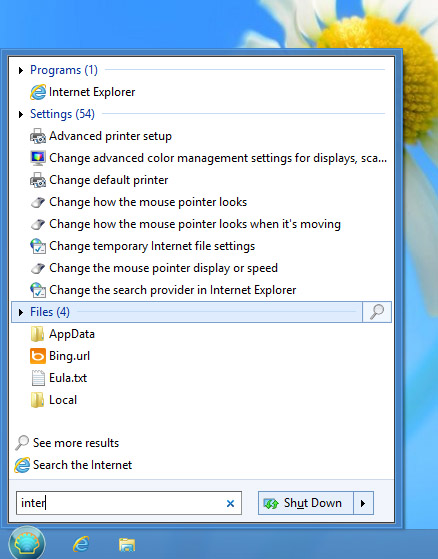 Programs (1)
Internet Explorer
Settings (54)
Advanced printer setup
Change advanced color management settings for displays, sca...
Change default printer
Change how the mouse pointer looks
Change how the mouse pointer looks when it's moving
Change temporary Internet file settings
Change the mouse pointer display or speed
Change the search provider in Internet Explorer
Files (4)
AppData
Bing.url
Eula.txt
Local
See more results
Search the Internet
inter
Shut Down